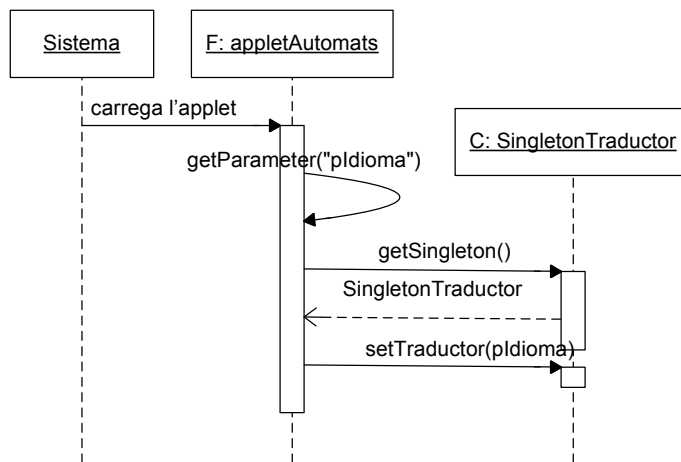 Sistema
F: appletAutomats
carrega l'applet
C: SingletonTraductor
getParameter("pIdioma")
getSingleton()
SingletonTraductor
setTraductor(pIdioma)